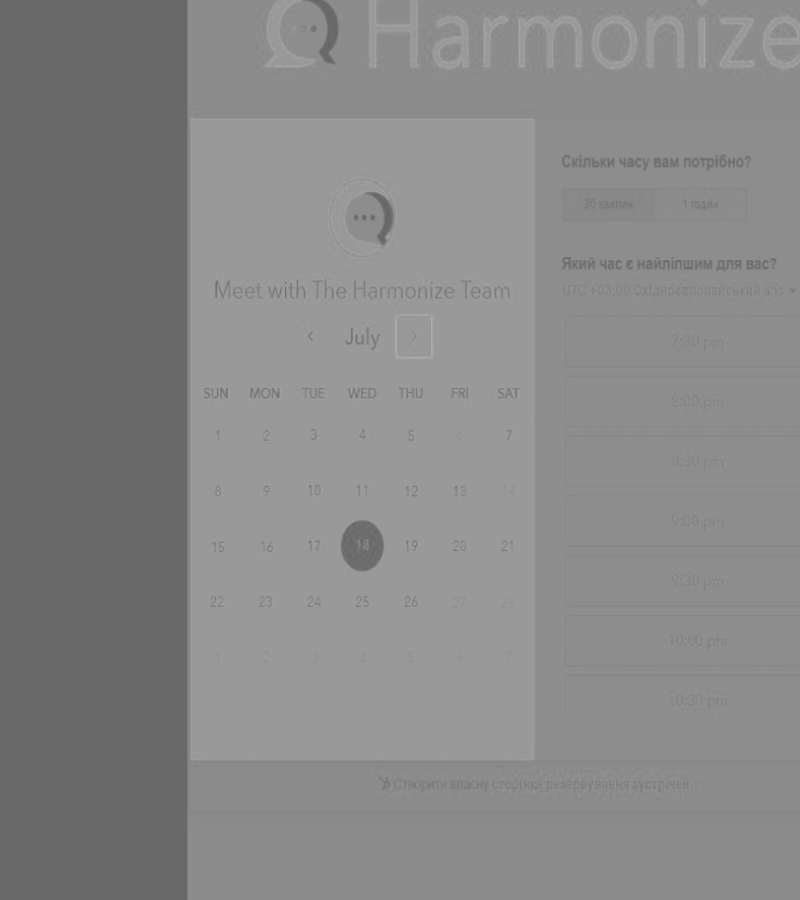 Harmonize
Meet with The Harmonize Team
‹ July ›
SUN MON TUE WED THU FRI SAT
1 2 3 4 5 6 7
8 9 10 11 12 13 14
15 16 17 18 19 20 21
22 23 24 25 26 27 28
1 2 3 4 5 6 7
Скільки часу вам потрібно?
30 хвилин 1 годин
Який час є найліпшим для вас?
UTC +03:00 Східноєвропейський час
7:30 pm
8:00 pm
8:30 pm
9:00 pm
9:30 pm
10:00 pm
10:30 pm
Створити власну сторінка резервування зустрічей